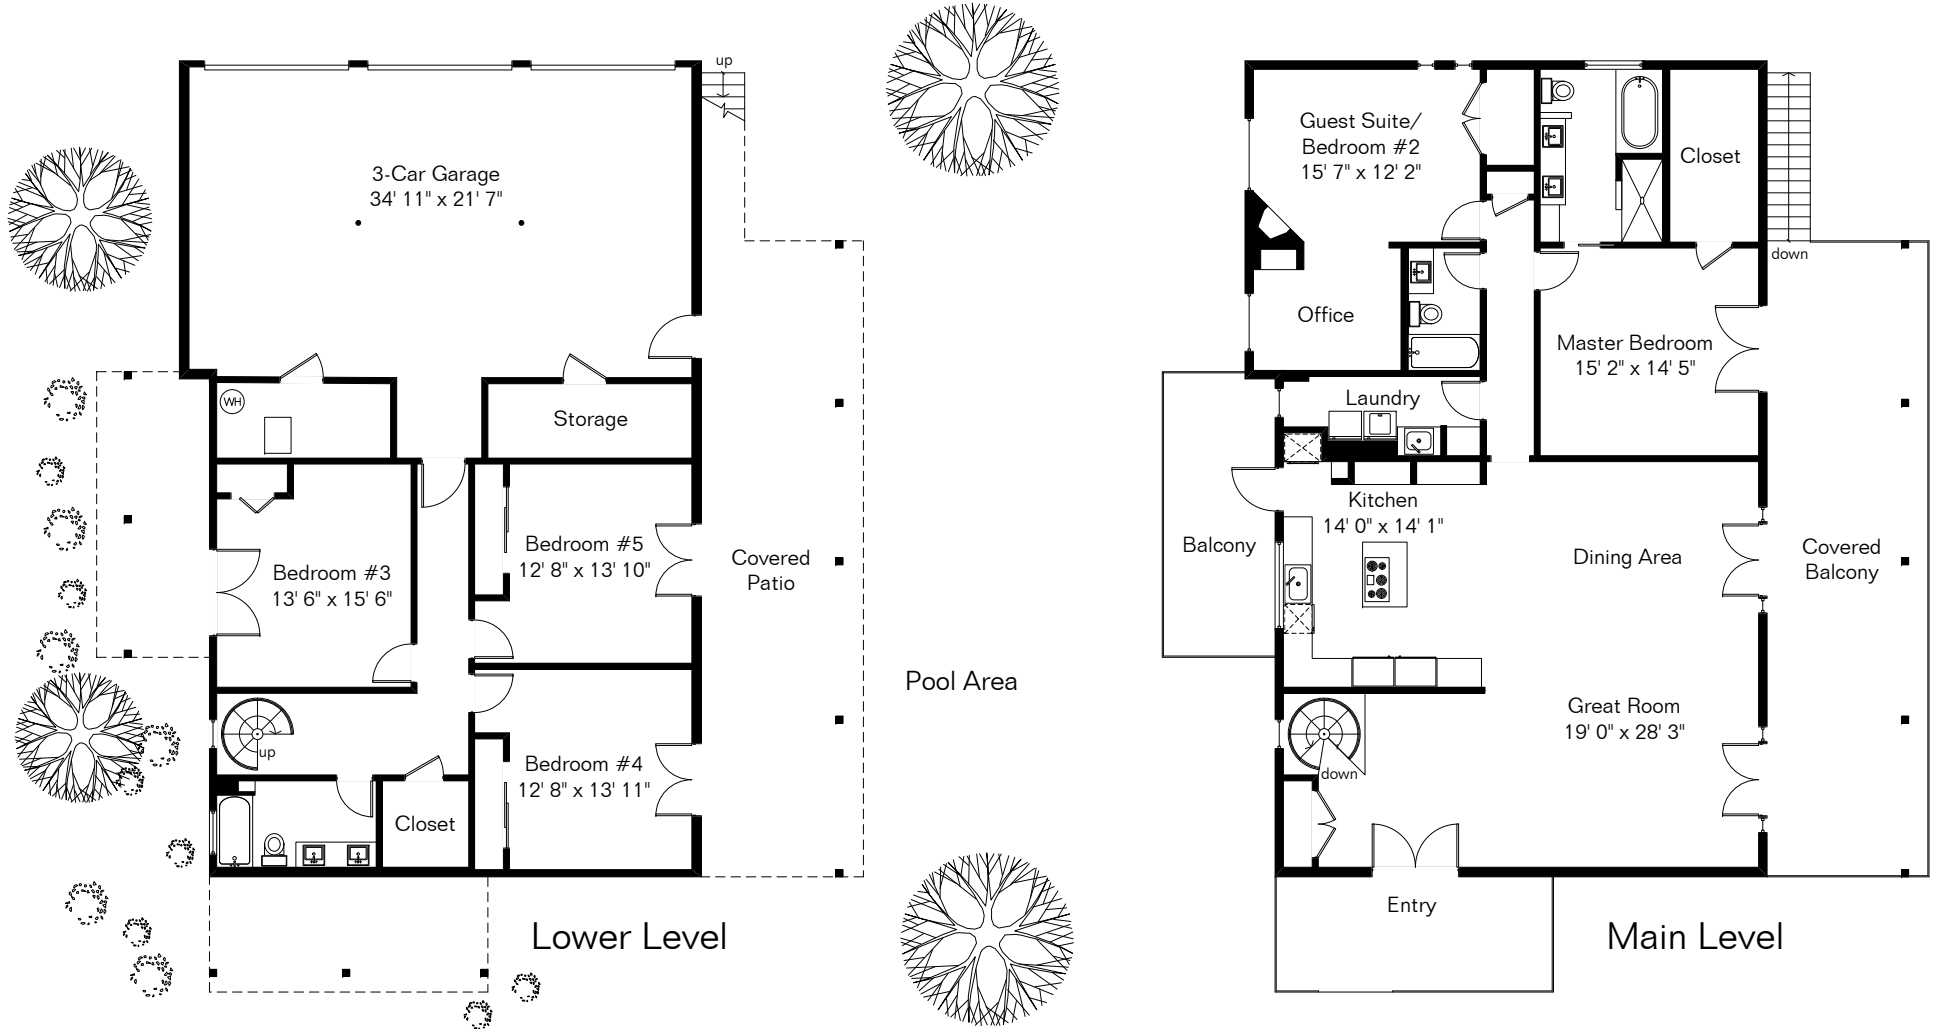 up
3-Car Garage
34' 11" x 21' 7"
WH
Storage
Bedroom #3
13' 6" x 15' 6"
Bedroom #5
12' 8" x 13' 10"
Covered
Patio
Pool Area
up
Bedroom #4
12' 8" x 13' 11"
Closet
Lower Level
Guest Suite/
Bedroom #2
15' 7" x 12' 2"
Closet
down
Office
Master Bedroom
15' 2" x 14' 5"
Laundry
Kitchen
14' 0" x 14' 1"
Balcony
Dining Area
Covered
Balcony
Great Room
19' 0" x 28' 3"
down
Entry
Main Level